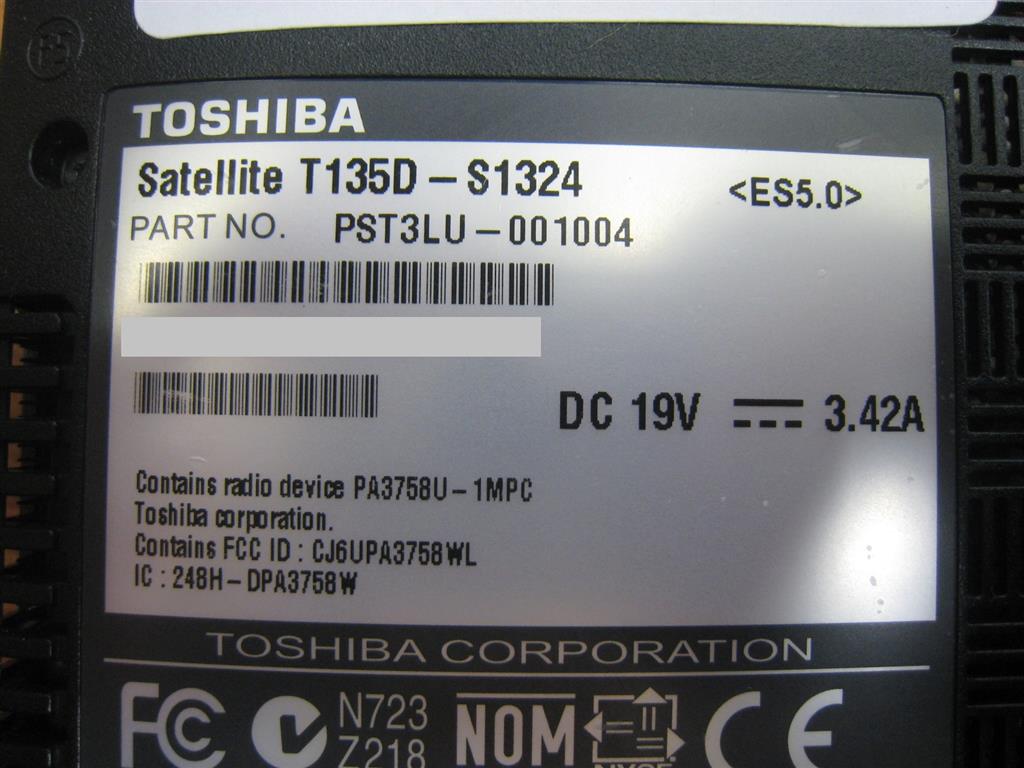 TOSHIBA
Satellite T135D – S1324 <ES5.0>
PART NO. PST3LU – 001004
DC 19V 3.42A
Contains radio device PA3758U – 1MPC
Toshiba corporation.
Contains FCC ID : CJ6UPA3758WL
IC : 248H – DPA3758W
TOSHIBA CORPORATION
FC N723
Z218
NOM
CE